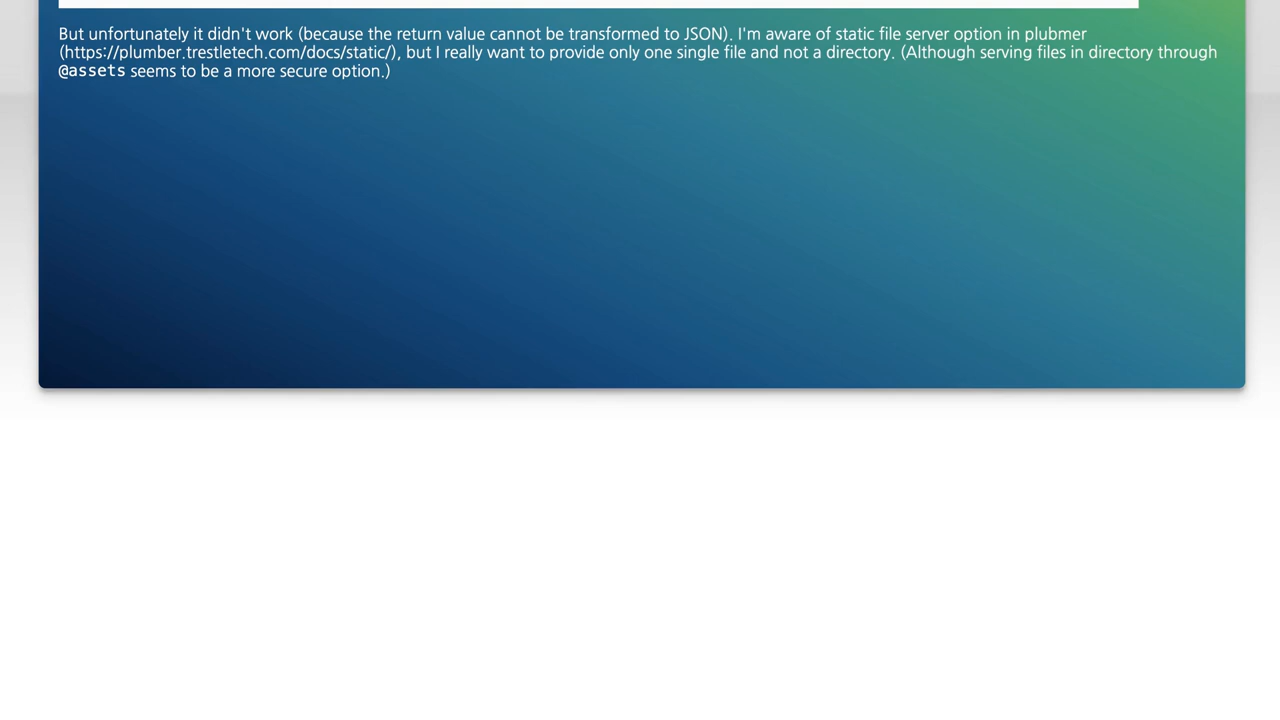 But unfortunately it didn't work (because the return value cannot be transformed to JSON). I'm aware of static file server option in plubmer
(https://plumber.trestletech.com/docs/static/), but I really want to provide only one single file and not a directory. (Although serving files in directory through
@assets seems to be a more secure option.)